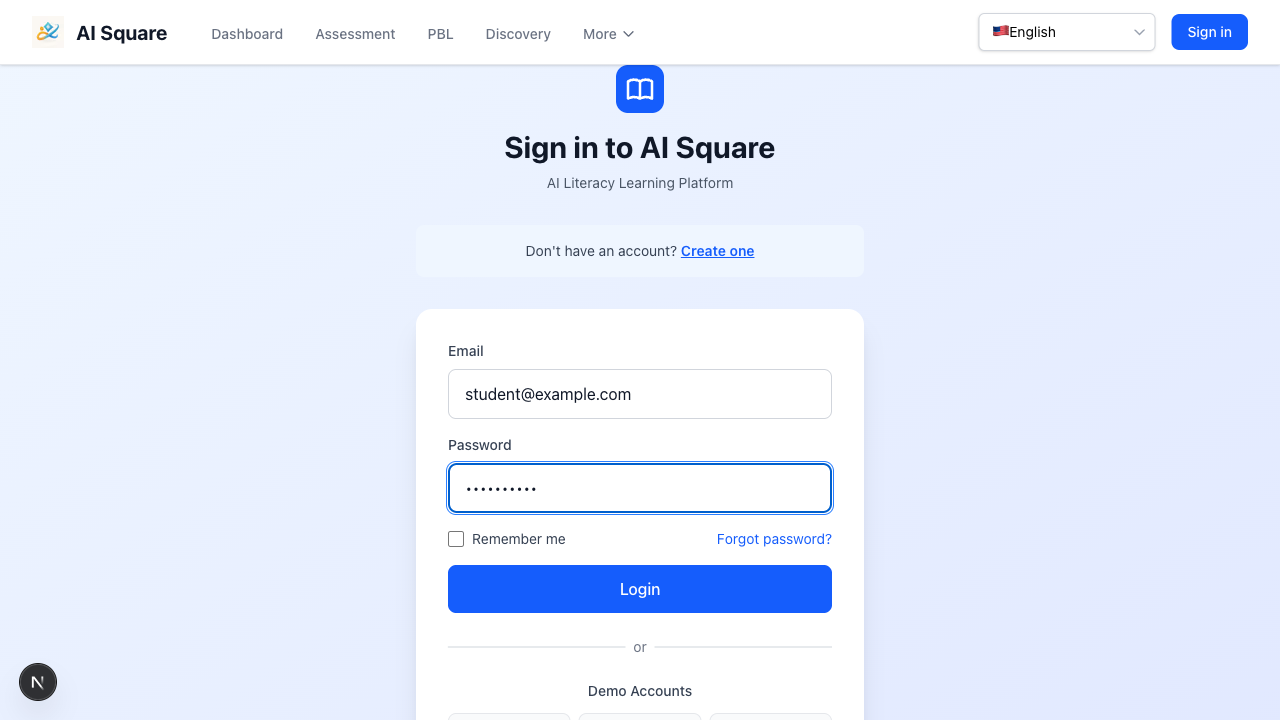 AI Square
Dashboard
Assessment
PBL
Discovery
More
English
Sign in
Sign in to AI Square
AI Literacy Learning Platform
Don't have an account? Create one
Email
student@example.com
Password
••••••••••
Remember me
Forgot password?
Login
or
Demo Accounts
N